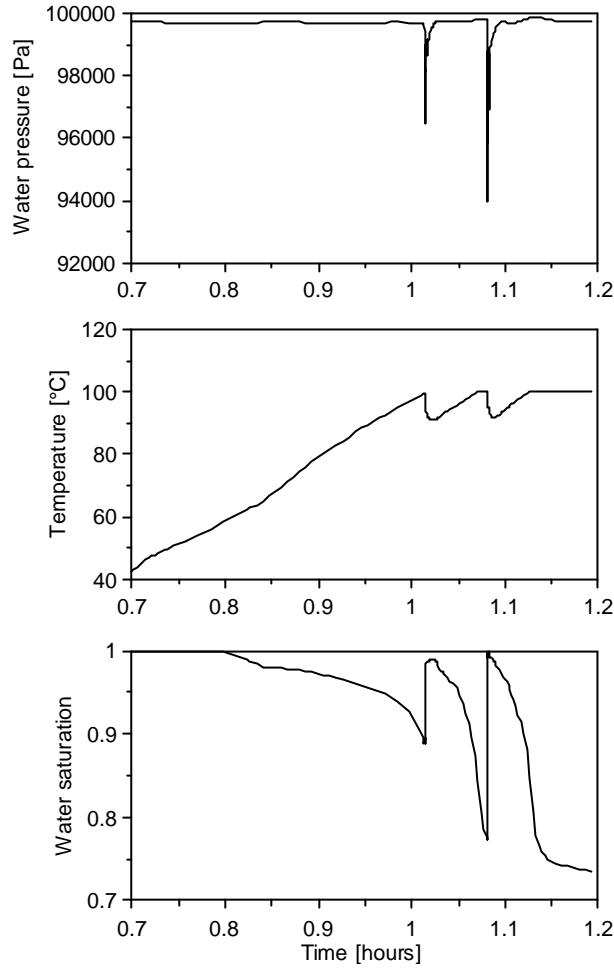 Water pressure [Pa]
100000
98000
96000
94000
92000
0.7 0.8 0.9 1 1.1 1.2
Temperature [°C]
120
100
80
60
40
0.7 0.8 0.9 1 1.1 1.2
Water saturation
1
0.9
0.8
0.7
0.7 0.8 0.9 1 1.1 1.2
Time [hours]